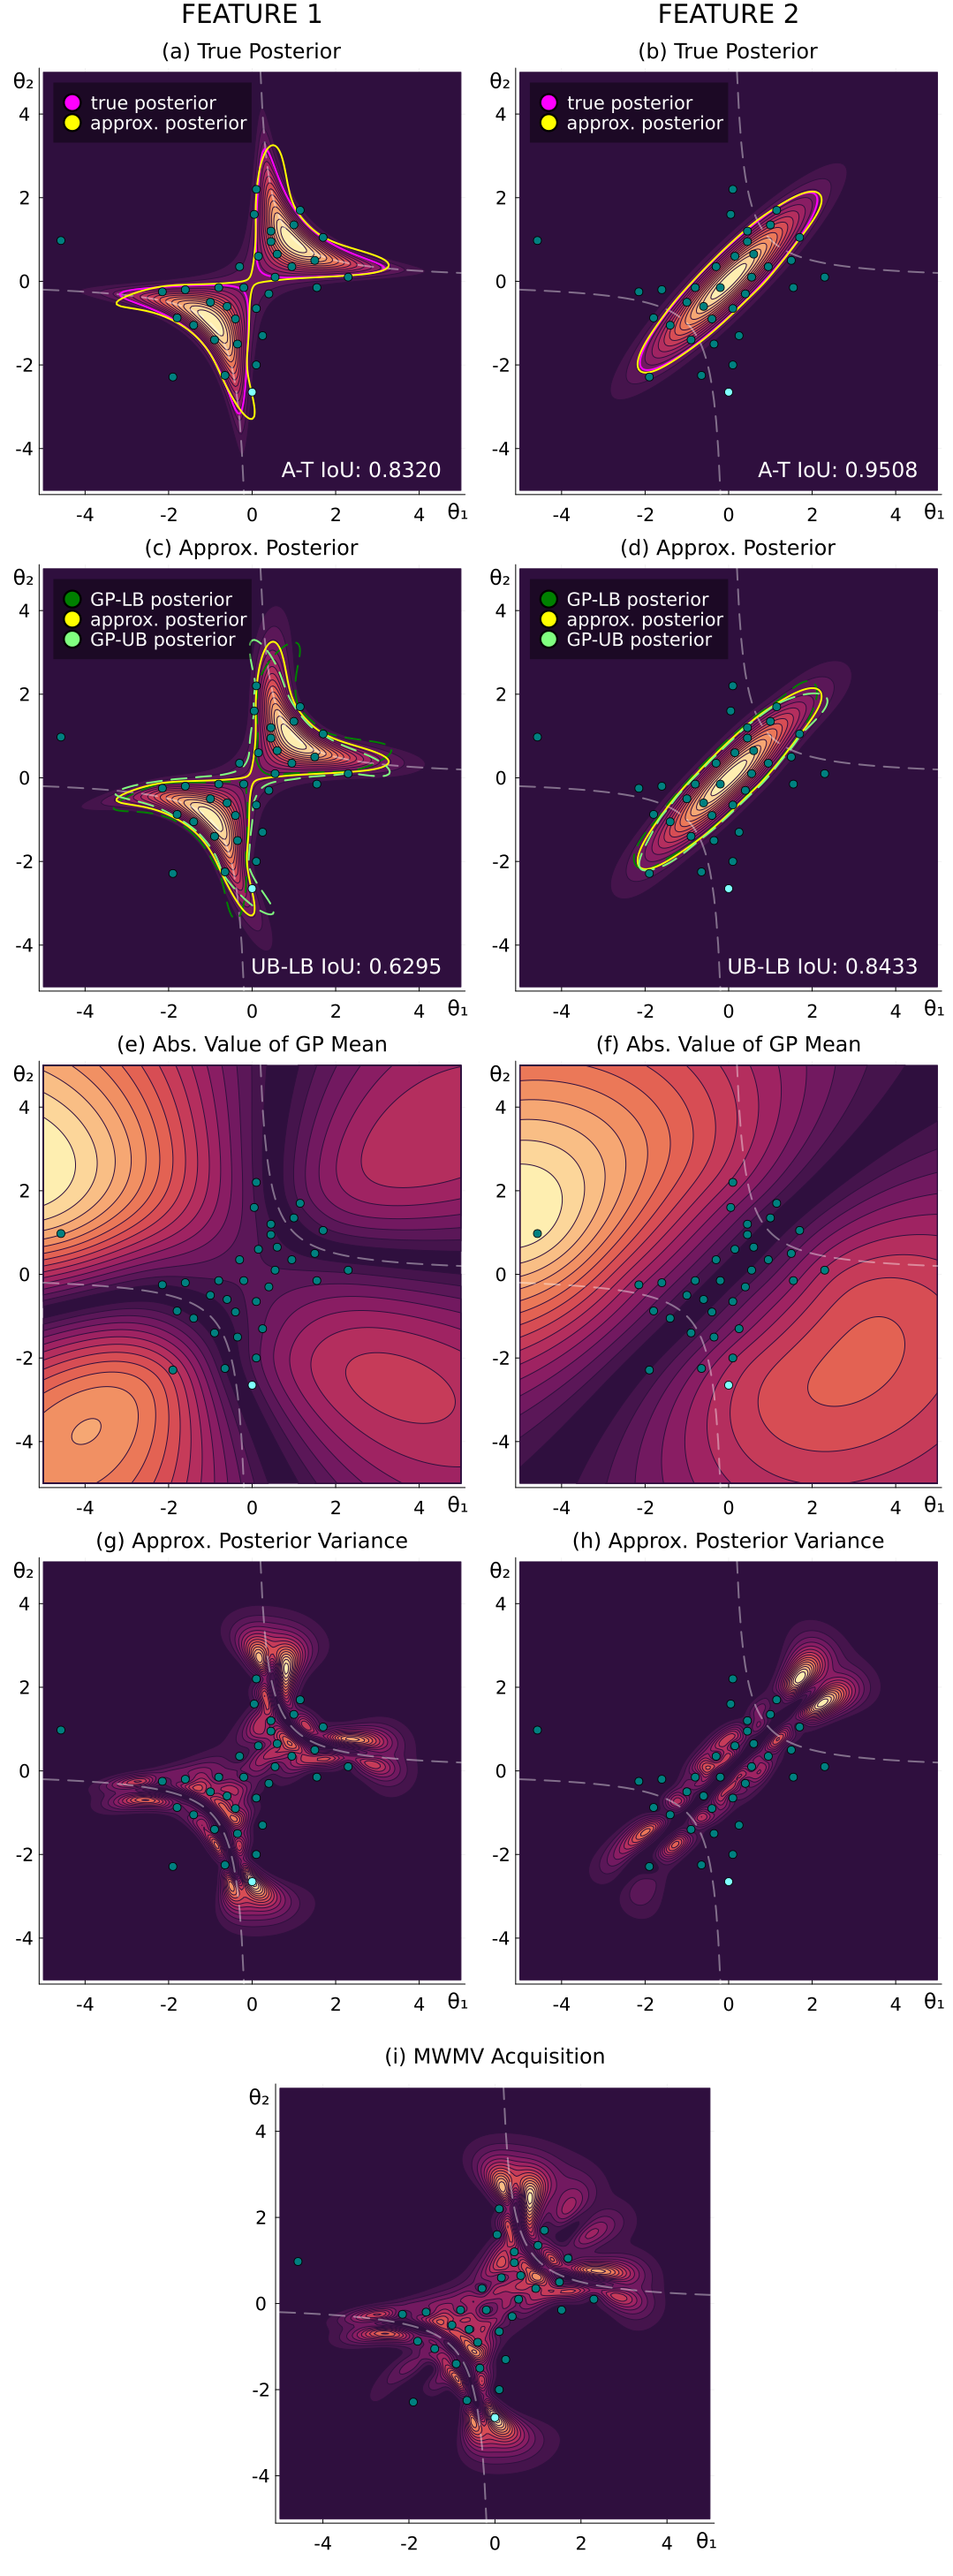 FEATURE 1 FEATURE 2
(a) True Posterior (b) True Posterior
θ₂ θ₂
true posterior true posterior
4 4
approx. posterior approx. posterior
2 2
0 0
-2 -2
-4 -4
A-T IoU: 0.8320 A-T IoU: 0.9508
-4 -2 0 2 4 θ₁ -4 -2 0 2 4 θ₁
(c) Approx. Posterior (d) Approx. Posterior
θ₂ θ₂
GP-LB posterior GP-LB posterior
4 4
approx. posterior approx. posterior
GP-UB posterior GP-UB posterior
2 2
0 0
-2 -2
-4 -4
UB-LB IoU: 0.6295 UB-LB IoU: 0.8433
-4 -2 0 2 4 θ₁ -4 -2 0 2 4 θ₁
(e) Abs. Value of GP Mean (f) Abs. Value of GP Mean
θ₂ θ₂
4 4
2 2
0 0
-2 -2
-4 -4
-4 -2 0 2 4 θ₁ -4 -2 0 2 4 θ₁
(g) Approx. Posterior Variance (h) Approx. Posterior Variance
θ₂ θ₂
4 4
2 2
0 0
-2 -2
-4 -4
-4 -2 0 2 4 θ₁ -4 -2 0 2 4 θ₁
(i) MWMV Acquisition
θ₂
4
2
0
-2
-4
-4 -2 0 2 4 θ₁